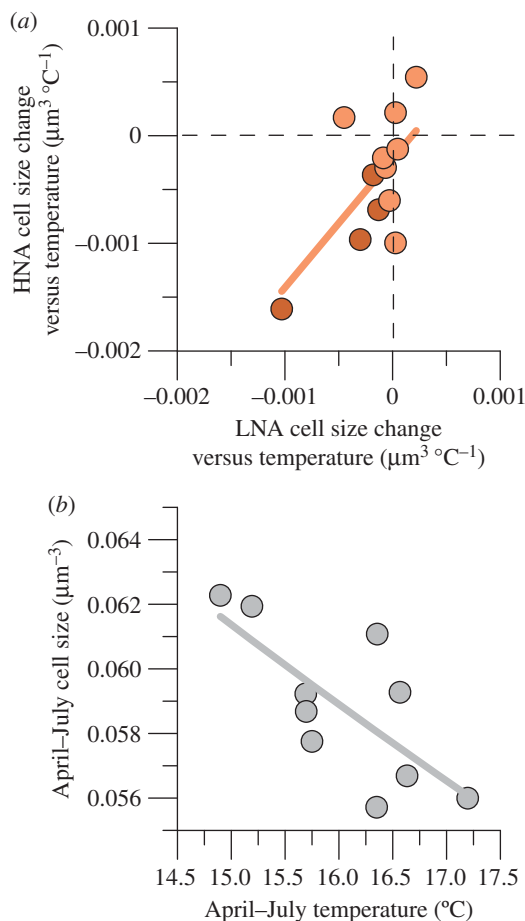 (a)
0.001
0
−0.001
−0.002
HNA cell size change
versus temperature (µm³ °C⁻¹)
−0.002 −0.001 0 0.001
LNA cell size change
versus temperature (µm³ °C⁻¹)
(b)
0.064
0.062
0.060
0.058
0.056
April–July cell size (µm⁻³)
14.5 15.0 15.5 16.0 16.5 17.0 17.5
April–July temperature (ºC)